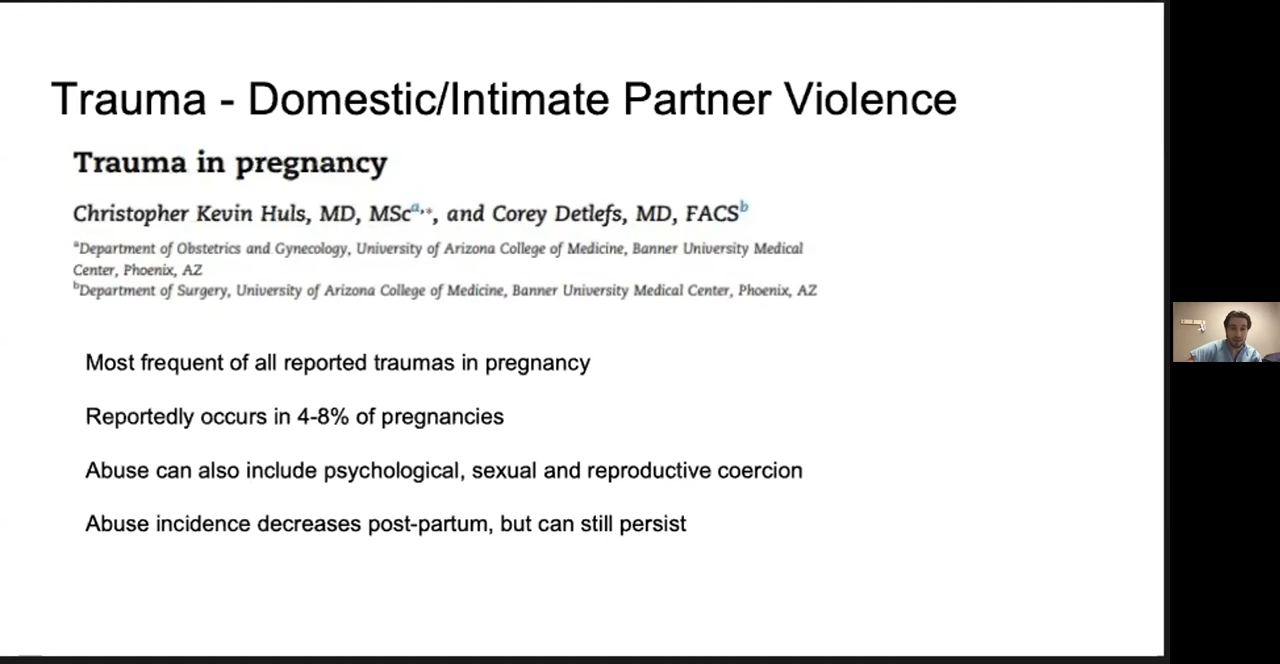 Trauma - Domestic/Intimate Partner Violence
Trauma in pregnancy
Christopher Kevin Huls, MD, MSc^a,*, and Corey Detlefs, MD, FACS^b
^aDepartment of Obstetrics and Gynecology, University of Arizona College of Medicine, Banner University Medical
Center, Phoenix, AZ
^bDepartment of Surgery, University of Arizona College of Medicine, Banner University Medical Center, Phoenix, AZ
Most frequent of all reported traumas in pregnancy
Reportedly occurs in 4-8% of pregnancies
Abuse can also include psychological, sexual and reproductive coercion
Abuse incidence decreases post-partum, but can still persist